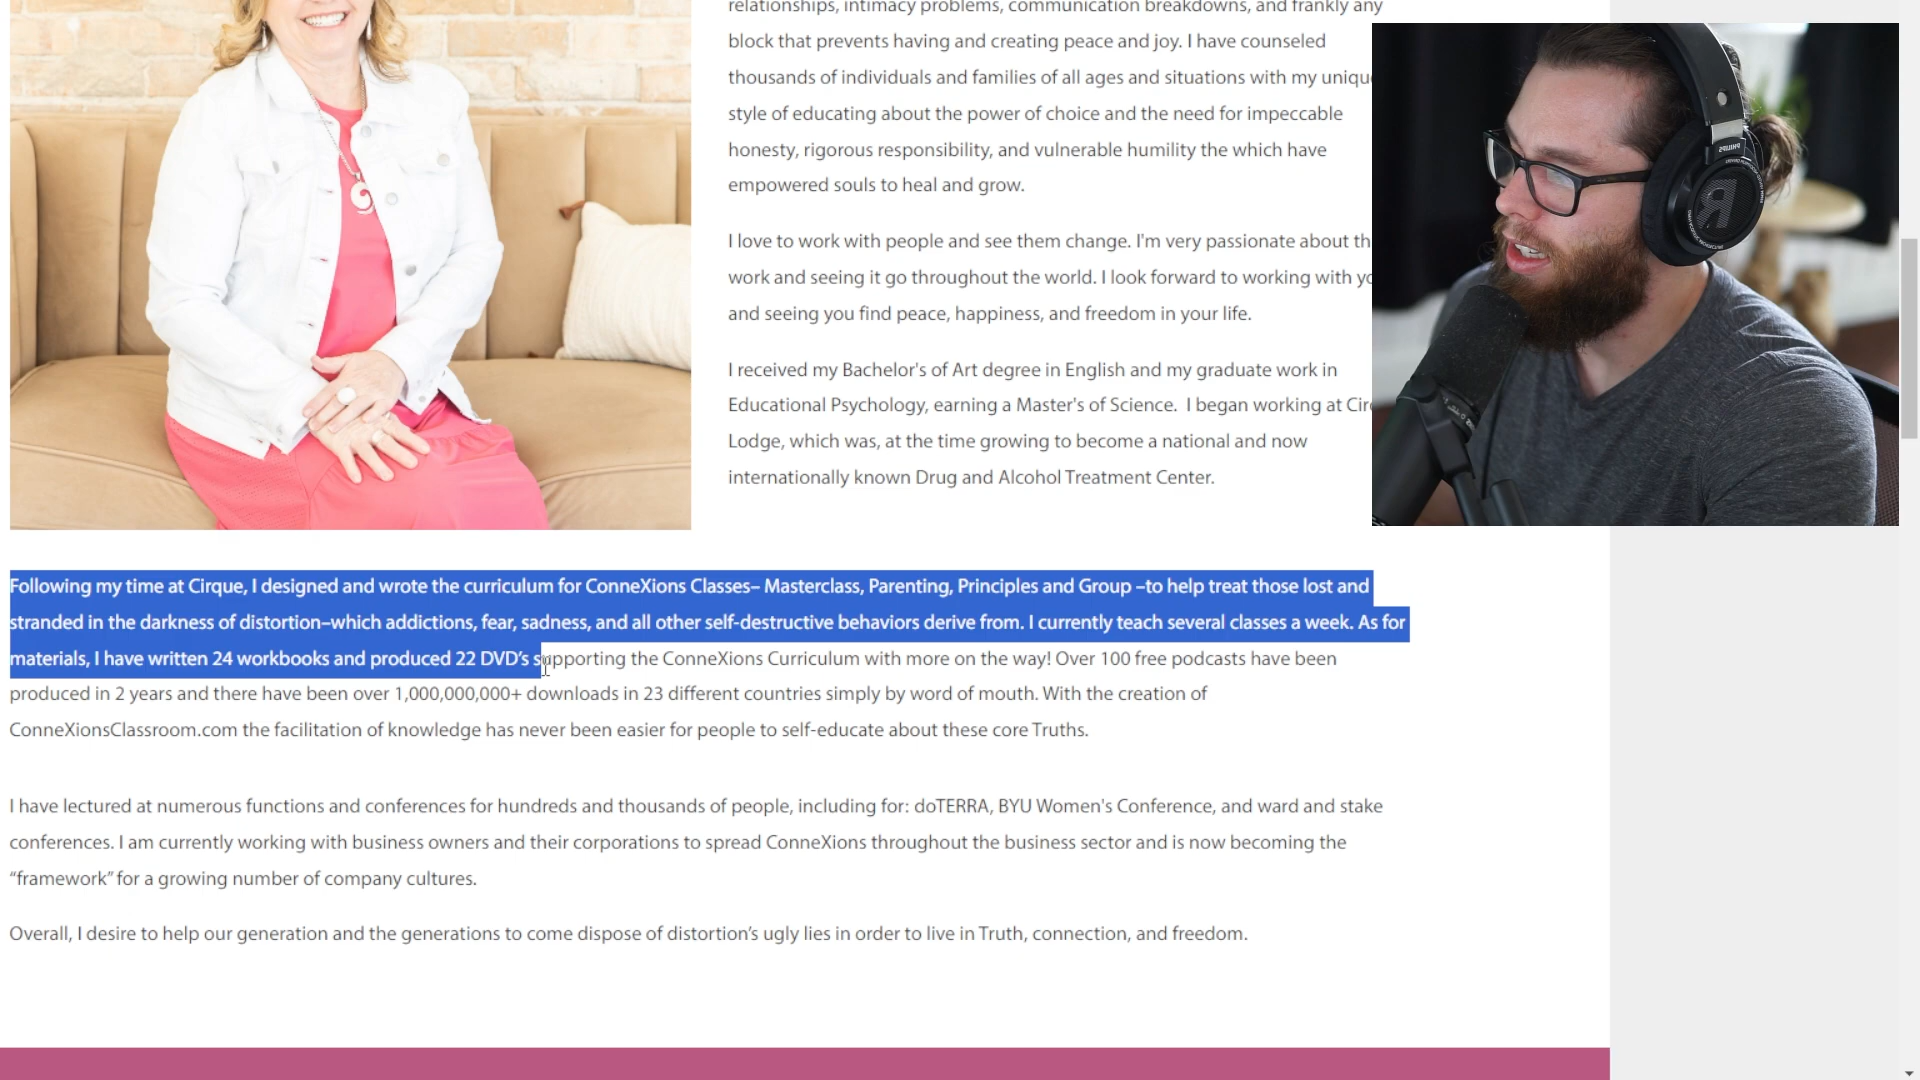 relationships, intimacy problems, communication breakdowns, and frankly any
block that prevents having and creating peace and joy. I have counseled
thousands of individuals and families of all ages and situations with my
style of educating about the power of choice and the need for impeccable
honesty, rigorous responsibility, and vulnerable humility the which have
empowered souls to heal and grow.
I love to work with people and see them change. I'm very passionate about
work and seeing it go throughout the world. I look forward to working with
and seeing you find peace, happiness, and freedom in your life.
I received my Bachelor's of Art degree in English and my graduate work in
Educational Psychology, earning a Master's of Science.  I began working at
Lodge, which was, at the time growing to become a national and now
internationally known Drug and Alcohol Treatment Center.
PHILIPS
Following my time at Cirque, I designed and wrote the curriculum for ConneXions Classes– Masterclass, Parenting, Principles and Group –to help treat those lost and
stranded in the darkness of distortion–which addictions, fear, sadness, and all other self-destructive behaviors derive from. I currently teach several classes a week. As for
materials, I have written 24 workbooks and produced 22 DVD’s supporting the ConneXions Curriculum with more on the way! Over 100 free podcasts have been
produced in 2 years and there have been over 1,000,000,000+ downloads in 23 different countries simply by word of mouth. With the creation of
ConneXionsClassroom.com the facilitation of knowledge has never been easier for people to self-educate about these core Truths.
I have lectured at numerous functions and conferences for hundreds and thousands of people, including for: doTERRA, BYU Women's Conference, and ward and stake
conferences. I am currently working with business owners and their corporations to spread ConneXions throughout the business sector and is now becoming the
“framework” for a growing number of company cultures.
Overall, I desire to help our generation and the generations to come dispose of distortion’s ugly lies in order to live in Truth, connection, and freedom.